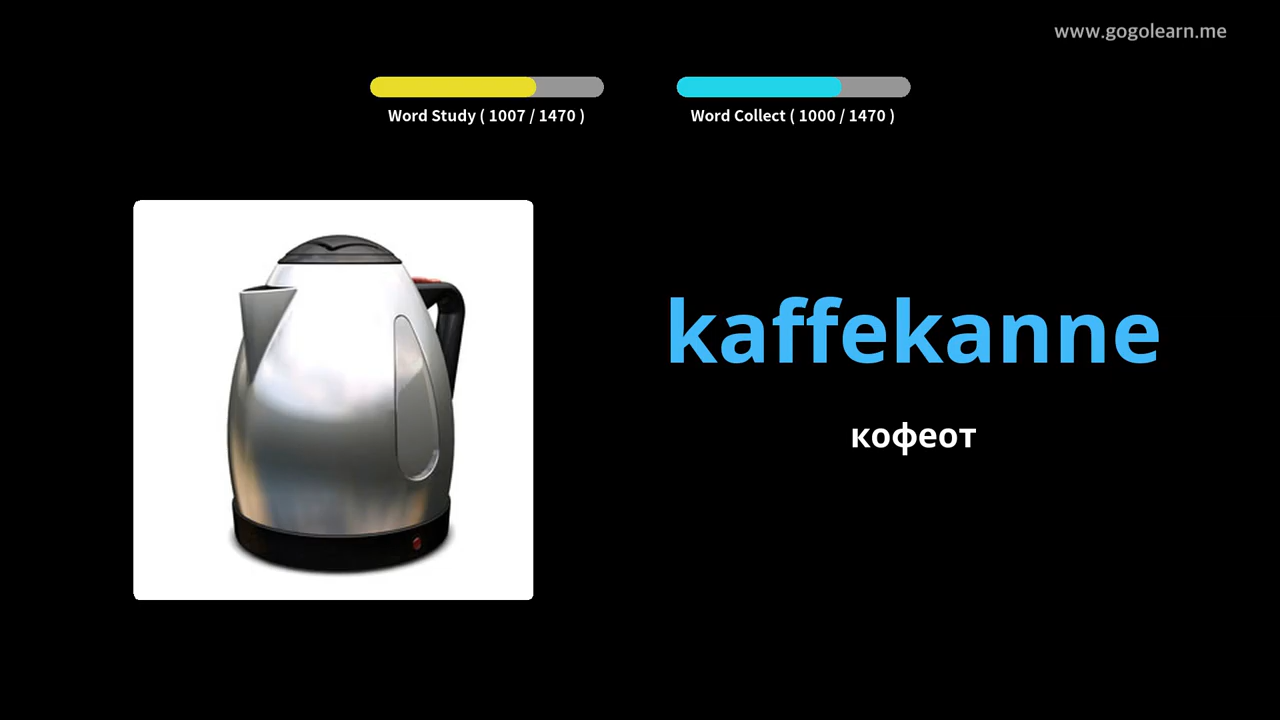 www.gogolearn.me
Word Study ( 1007 / 1470 )
Word Collect ( 1000 / 1470 )
kaffekanne
кофеот